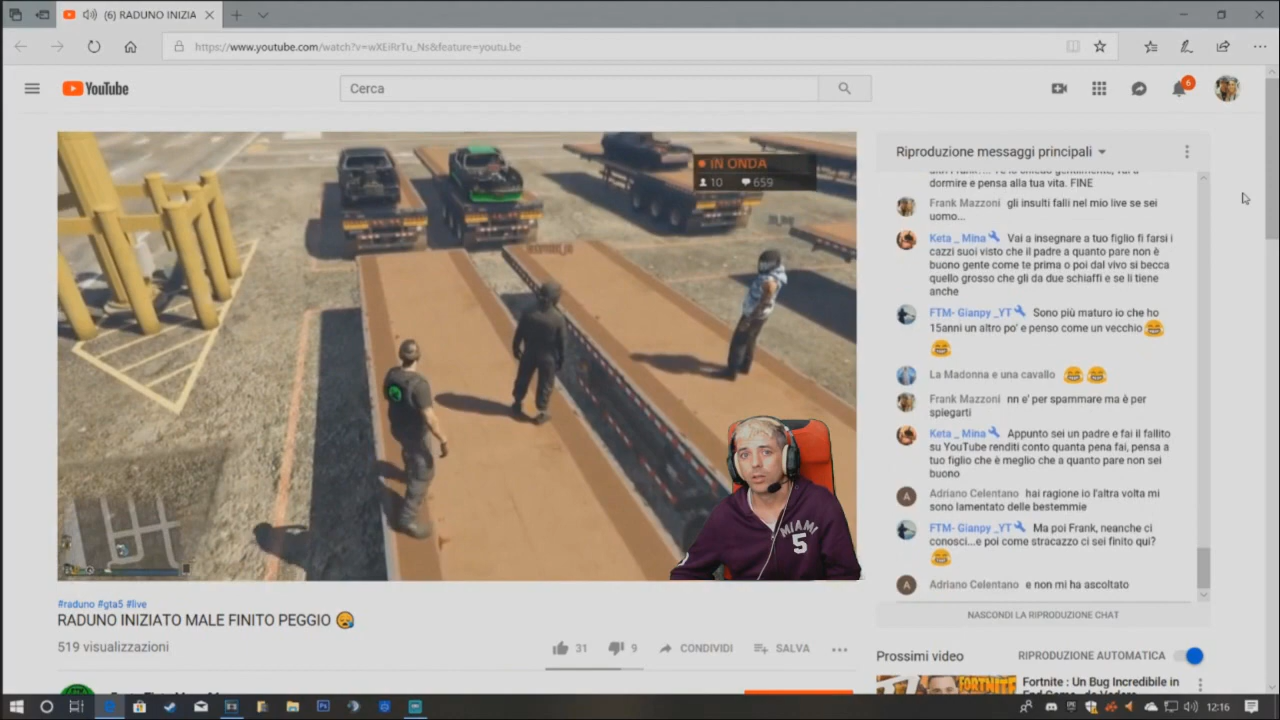 (6) RADUNO INIZIA
https://www.youtube.com/watch?v=wXEiRrTu_Ns&feature=youtu.be
YouTube
Cerca
6
IN ONDA
10 659
MIAMI
5
#raduno #gta5 #live
RADUNO INIZIATO MALE FINITO PEGGIO 😪
519 visualizzazioni
31 9 CONDIVIDI SALVA
Riproduzione messaggi principali
dormire e pensa alla tua vita. FINE
Frank Mazzoni gli insulti falli nel mio live se sei
uomo...
Keta _ Mina Vai a insegnare a tuo figlio fi farsi i
cazzi suoi visto che il padre a quanto pare non è
buono gente come te prima o poi dal vivo si becca
quello grosso che gli da due schiaffi e se li tiene
anche
FTM- Gianpy _YT Sono più maturo io che ho
15anni un altro po' e penso come un vecchio 😂
😂
La Madonna e una cavallo 😂 😂
Frank Mazzoni nn e' per spammare ma è per
spiegarti
Keta _ Mina Appunto sei un padre e fai il fallito
su YouTube renditi conto quanta pena fai, pensa a
tuo figlio che è meglio che a quanto pare non sei
buono
A Adriano Celentano hai ragione io l'altra volta mi
sono lamentato delle bestemmie
FTM- Gianpy _YT Ma poi Frank, neanche ci
conosci...e poi come stracazzo ci sei finito qui?
😂
A Adriano Celentano e non mi ha ascoltato
NASCONDI LA RIPRODUZIONE CHAT
Prossimi video RIPRODUZIONE AUTOMATICA
FORTNITE
Fortnite : Un Bug Incredibile in
12:16